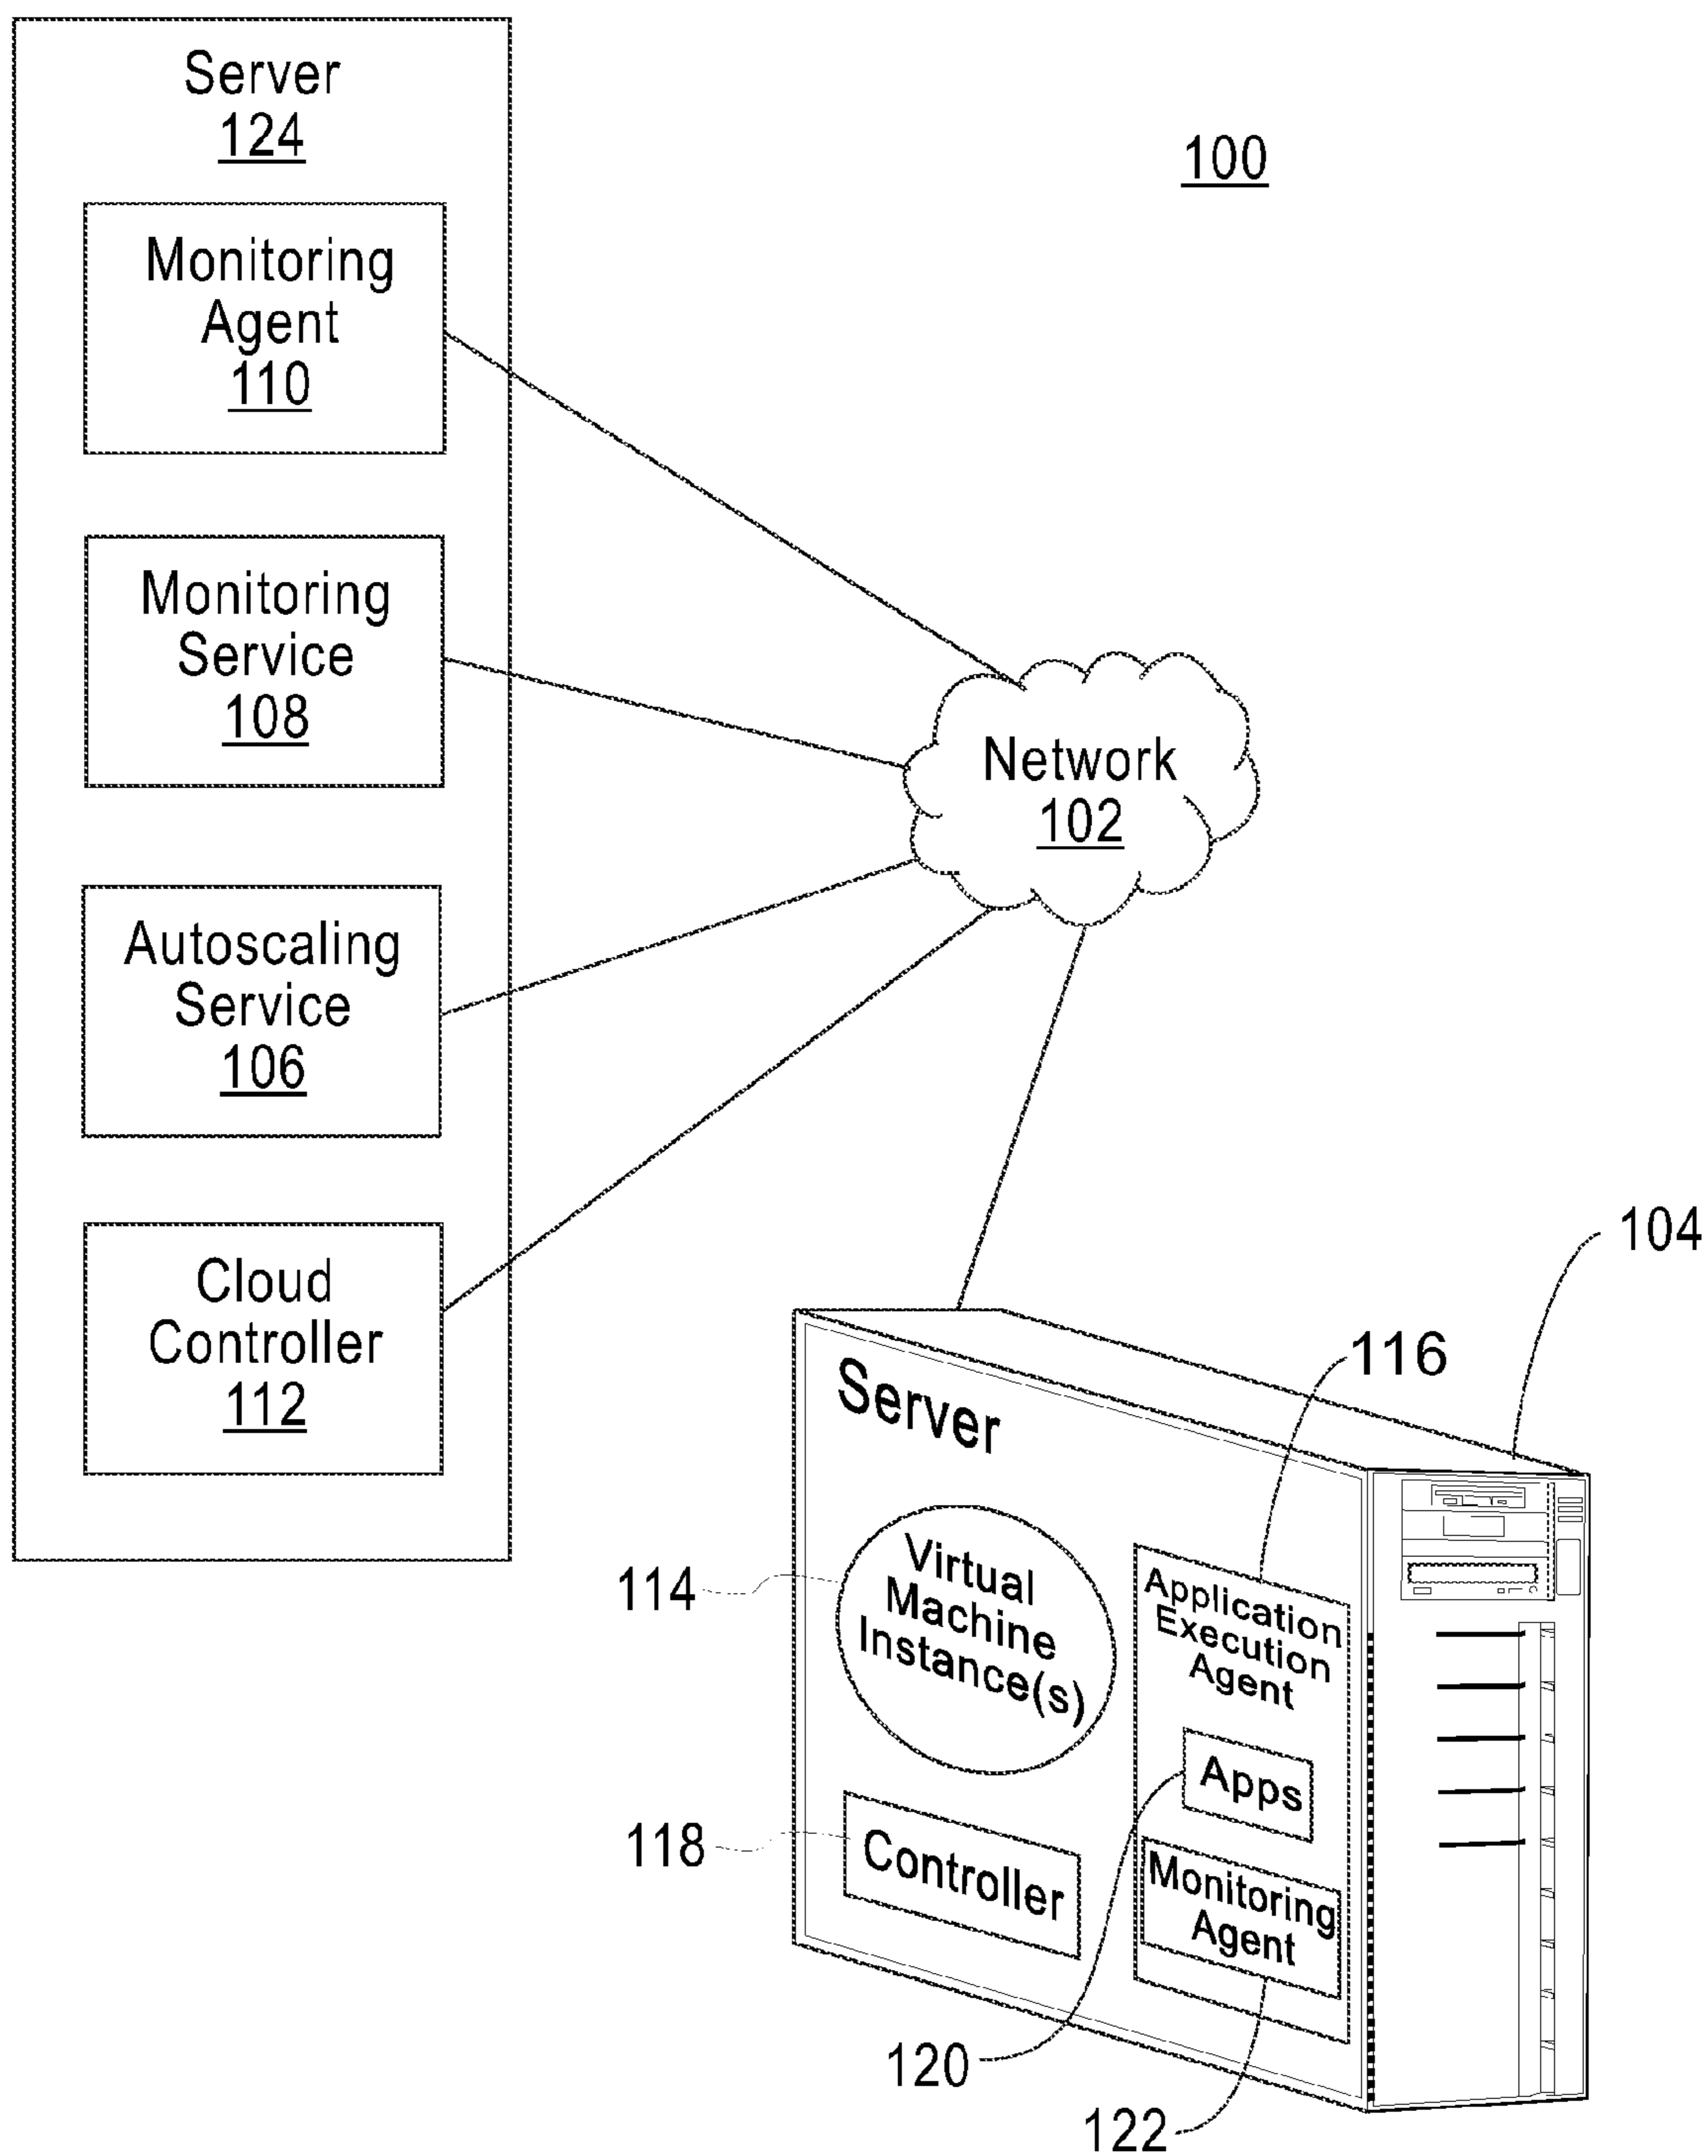 Server
124
100
Monitoring
Agent
110
Monitoring
Service
108
Network
102
Autoscaling
Service
106
Cloud
Controller
112
104
116
Server
114
Virtual
Machine
Instance(s)
Application
Execution
Agent
Apps
118
Controller
Monitoring
Agent
120
122